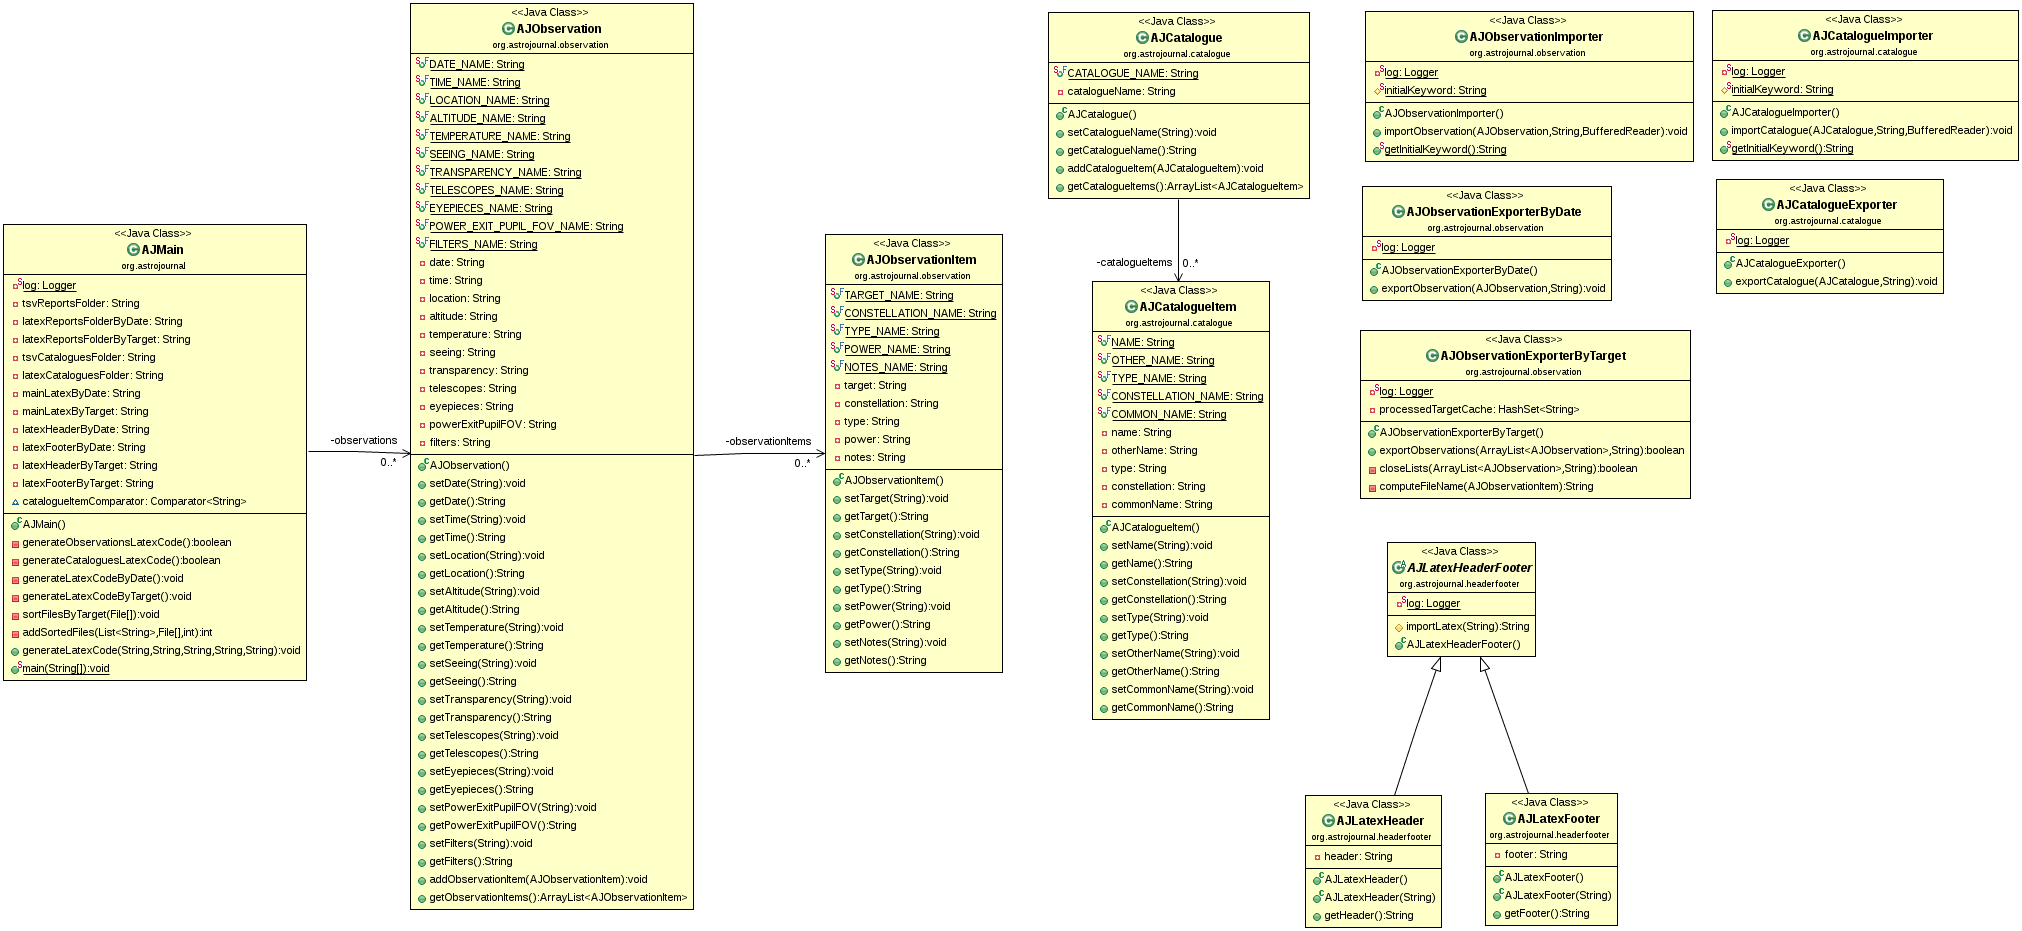 <<Java Class>>
AJMain
org.astrojournal
log: Logger
tsvReportsFolder: String
latexReportsFolderByDate: String
latexReportsFolderByTarget: String
tsvCataloguesFolder: String
latexCataloguesFolder: String
mainLatexByDate: String
mainLatexByTarget: String
latexHeaderByDate: String
latexFooterByDate: String
latexHeaderByTarget: String
latexFooterByTarget: String
catalogueItemComparator: Comparator<String>
AJMain()
generateObservationsLatexCode():boolean
generateCataloguesLatexCode():boolean
generateLatexCodeByDate():void
generateLatexCodeByTarget():void
sortFilesByTarget(File[]):void
addSortedFiles(List<String>,File[],int):int
generateLatexCode(String,String,String,String,String):void
main(String[]):void
-observations
0..*
<<Java Class>>
AJObservation
org.astrojournal.observation
DATE_NAME: String
TIME_NAME: String
LOCATION_NAME: String
ALTITUDE_NAME: String
TEMPERATURE_NAME: String
SEEING_NAME: String
TRANSPARENCY_NAME: String
TELESCOPES_NAME: String
EYEPIECES_NAME: String
POWER_EXIT_PUPIL_FOV_NAME: String
FILTERS_NAME: String
date: String
time: String
location: String
altitude: String
temperature: String
seeing: String
transparency: String
telescopes: String
eyepieces: String
powerExitPupilFOV: String
filters: String
AJObservation()
setDate(String):void
getDate():String
setTime(String):void
getTime():String
setLocation(String):void
getLocation():String
setAltitude(String):void
getAltitude():String
setTemperature(String):void
getTemperature():String
setSeeing(String):void
getSeeing():String
setTransparency(String):void
getTransparency():String
setTelescopes(String):void
getTelescopes():String
setEyepieces(String):void
getEyepieces():String
setPowerExitPupilFOV(String):void
getPowerExitPupilFOV():String
setFilters(String):void
getFilters():String
addObservationItem(AJObservationItem):void
getObservationItems():ArrayList<AJObservationItem>
-observationItems
0..*
<<Java Class>>
AJObservationItem
org.astrojournal.observation
TARGET_NAME: String
CONSTELLATION_NAME: String
TYPE_NAME: String
POWER_NAME: String
NOTES_NAME: String
target: String
constellation: String
type: String
power: String
notes: String
AJObservationItem()
setTarget(String):void
getTarget():String
setConstellation(String):void
getConstellation():String
setType(String):void
getType():String
setPower(String):void
getPower():String
setNotes(String):void
getNotes():String
<<Java Class>>
AJCatalogue
org.astrojournal.catalogue
CATALOGUE_NAME: String
catalogueName: String
AJCatalogue()
setCatalogueName(String):void
getCatalogueName():String
addCatalogueItem(AJCatalogueItem):void
getCatalogueItems():ArrayList<AJCatalogueItem>
-catalogueItems
0..*
<<Java Class>>
AJCatalogueItem
org.astrojournal.catalogue
NAME: String
OTHER_NAME: String
TYPE_NAME: String
CONSTELLATION_NAME: String
COMMON_NAME: String
name: String
otherName: String
type: String
constellation: String
commonName: String
AJCatalogueItem()
setName(String):void
getName():String
setConstellation(String):void
getConstellation():String
setType(String):void
getType():String
setOtherName(String):void
getOtherName():String
setCommonName(String):void
getCommonName():String
<<Java Class>>
AJObservationImporter
org.astrojournal.observation
log: Logger
initialKeyword: String
AJObservationImporter()
importObservation(AJObservation,String,BufferedReader):void
getInitialKeyword():String
<<Java Class>>
AJCatalogueImporter
org.astrojournal.catalogue
log: Logger
initialKeyword: String
AJCatalogueImporter()
importCatalogue(AJCatalogue,String,BufferedReader):void
getInitialKeyword():String
<<Java Class>>
AJObservationExporterByDate
org.astrojournal.observation
log: Logger
AJObservationExporterByDate()
exportObservation(AJObservation,String):void
<<Java Class>>
AJCatalogueExporter
org.astrojournal.catalogue
log: Logger
AJCatalogueExporter()
exportCatalogue(AJCatalogue,String):void
<<Java Class>>
AJObservationExporterByTarget
org.astrojournal.observation
log: Logger
processedTargetCache: HashSet<String>
AJObservationExporterByTarget()
exportObservations(ArrayList<AJObservation>,String):boolean
closeLists(ArrayList<AJObservation>,String):boolean
computeFileName(AJObservationItem):String
<<Java Class>>
AJLatexHeaderFooter
org.astrojournal.headerfooter
log: Logger
importLatex(String):String
AJLatexHeaderFooter()
<<Java Class>>
AJLatexHeader
org.astrojournal.headerfooter
header: String
AJLatexHeader()
AJLatexHeader(String)
getHeader():String
<<Java Class>>
AJLatexFooter
org.astrojournal.headerfooter
footer: String
AJLatexFooter()
AJLatexFooter(String)
getFooter():String